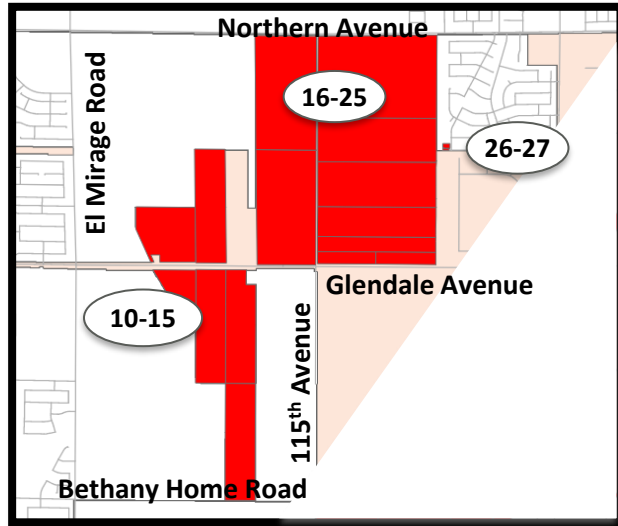 Northern Avenue
16-25
El Mirage Road
26-27
Glendale Avenue
10-15
115th Avenue
Bethany Home Road